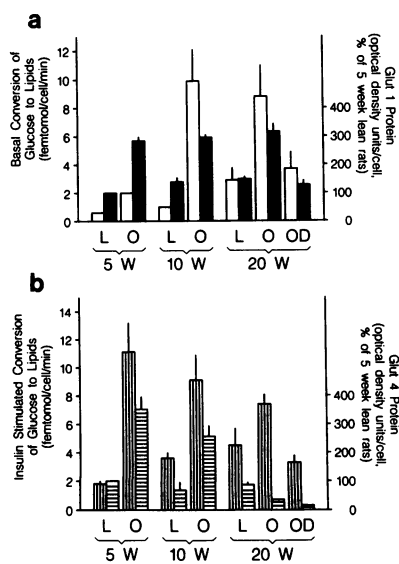 a
Basal Conversion of
Glucose to Lipids
(femtomol/cell/min)
12
10
8
6
4
2
0
400
300
200
100
0
Glut 1 Protein
(optical density units/cell,
% of 5 week lean rats)
L O L O L O OD
5 W 10 W 20 W
b
Insulin Stimulated Conversion
of Glucose to Lipids
(femtomol/cell/min)
14
12
10
8
6
4
2
0
400
300
200
100
0
Glut 4 Protein
(optical density units/cell,
% of 5 week lean rats)
L O L O L O OD
5 W 10 W 20 W